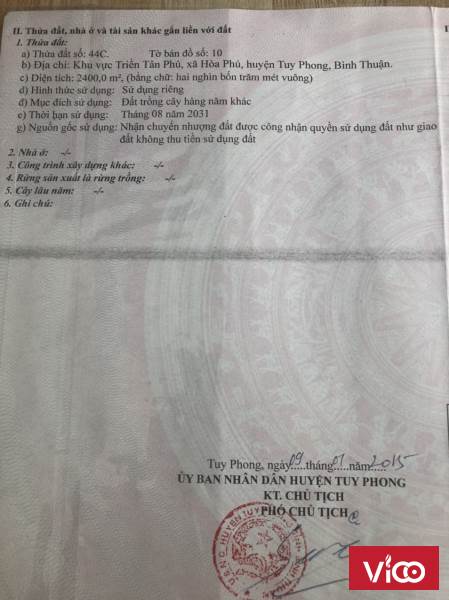 II. Thửa đất, nhà ở và tài sản khác gắn liền với đất
1. Thửa đất:
a) Thửa đất số: 44C. Tờ bản đồ số: 10
b) Địa chỉ: Khu vực Triền Tân Phú, xã Hòa Phú, huyện Tuy Phong, Bình Thuận.
c) Diện tích: 2400,0 m², (bằng chữ: hai nghìn bốn trăm mét vuông)
d) Hình thức sử dụng: Sử dụng riêng
đ) Mục đích sử dụng: Đất trồng cây hàng năm khác
e) Thời hạn sử dụng: Tháng 08 năm 2031
g) Nguồn gốc sử dụng: Nhận chuyển nhượng đất được công nhận quyền sử dụng đất như giao
đất không thu tiền sử dụng đất
2. Nhà ở: -/-
3. Công trình xây dựng khác: -/-
4. Rừng sản xuất là rừng trồng: -/-
5. Cây lâu năm: -/-
6. Ghi chú:
Tuy Phong, ngày 09 tháng 01 năm 2015
ỦY BAN NHÂN DÂN HUYỆN TUY PHONG
KT. CHỦ TỊCH
PHÓ CHỦ TỊCH
U.B.N.D HUYỆN TUY
VICO